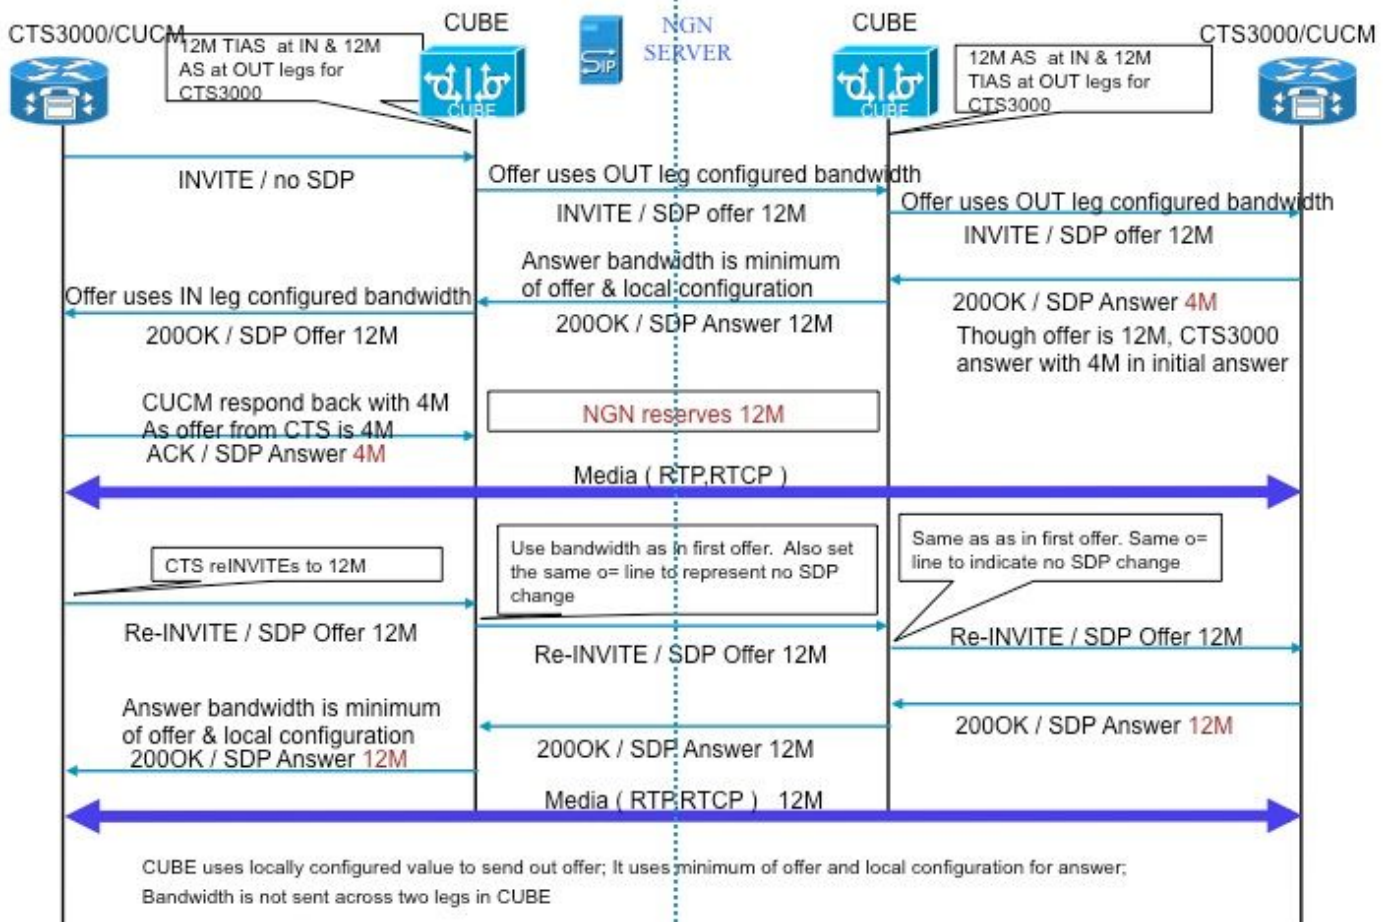 CTS3000/CUCM
CUBE
NGN
SERVER
CUBE
CTS3000/CUCM
12M TIAS at IN & 12M
AS at OUT legs for
CTS3000
CUBE
SIP
CUBE
12M AS at IN & 12M
TIAS at OUT legs for
CTS3000
INVITE / no SDP
Offer uses OUT leg configured bandwidth
INVITE / SDP offer 12M
Offer uses OUT leg configured bandwidth
INVITE / SDP offer 12M
Answer bandwidth is minimum
of offer & local configuration
200OK / SDP Answer 12M
200OK / SDP Answer 4M
Though offer is 12M, CTS3000
answer with 4M in initial answer
Offer uses IN leg configured bandwidth
200OK / SDP Offer 12M
CUCM respond back with 4M
As offer from CTS is 4M
ACK / SDP Answer 4M
NGN reserves 12M
Media ( RTP,RTCP )
CTS reINVITEs to 12M
Use bandwidth as in first offer. Also set
the same o= line to represent no SDP
change
Same as as in first offer. Same o=
line to indicate no SDP change
Re-INVITE / SDP Offer 12M
Re-INVITE / SDP Offer 12M
Re-INVITE / SDP Offer 12M
Answer bandwidth is minimum
of offer & local configuration
200OK / SDP Answer 12M
200OK / SDP Answer 12M
200OK / SDP Answer 12M
Media ( RTP,RTCP ) 12M
CUBE uses locally configured value to send out offer; It uses minimum of offer and local configuration for answer;
Bandwidth is not sent across two legs in CUBE